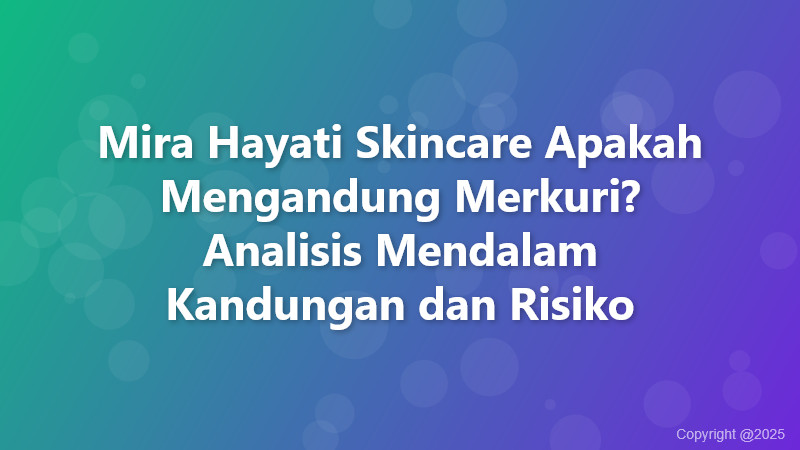 Mira Hayati Skincare Apakah
Mengandung Merkuri?
Analisis Mendalam
Kandungan dan Risiko
Copyright @2025